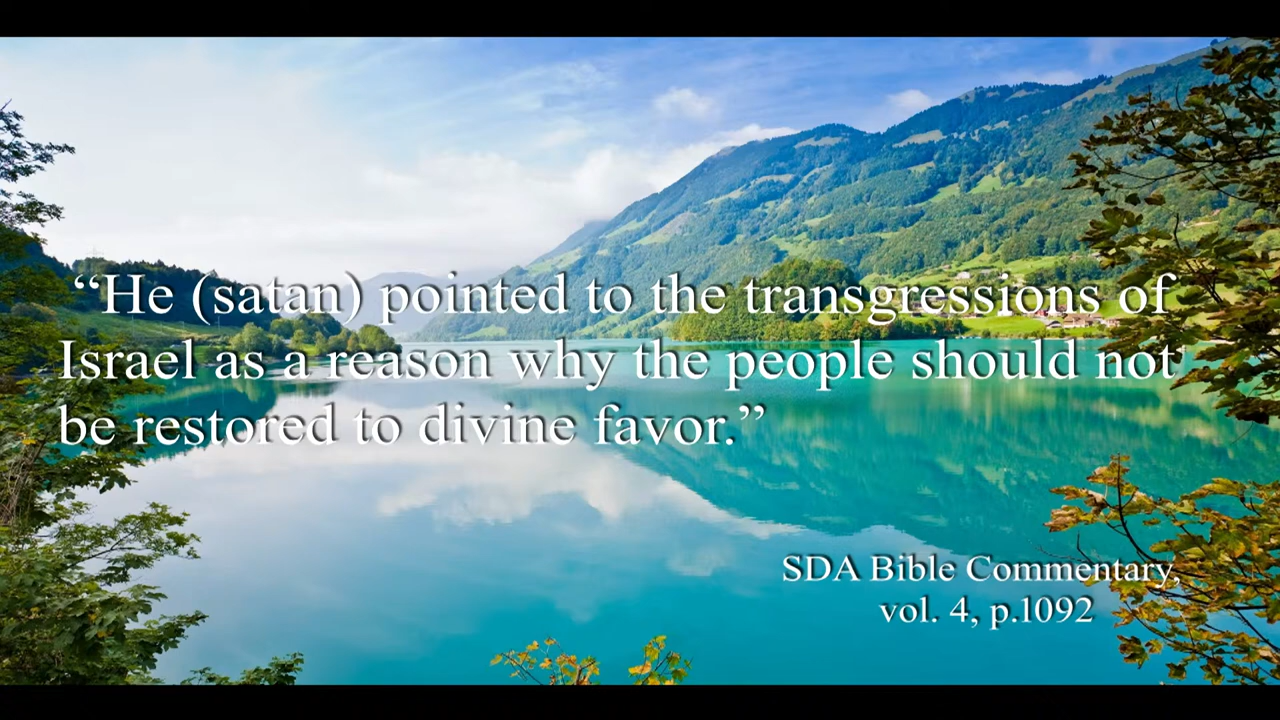 “He (satan) pointed to the transgressions of
Israel as a reason why the people should not
be restored to divine favor.”
SDA Bible Commentary,
vol. 4, p.1092